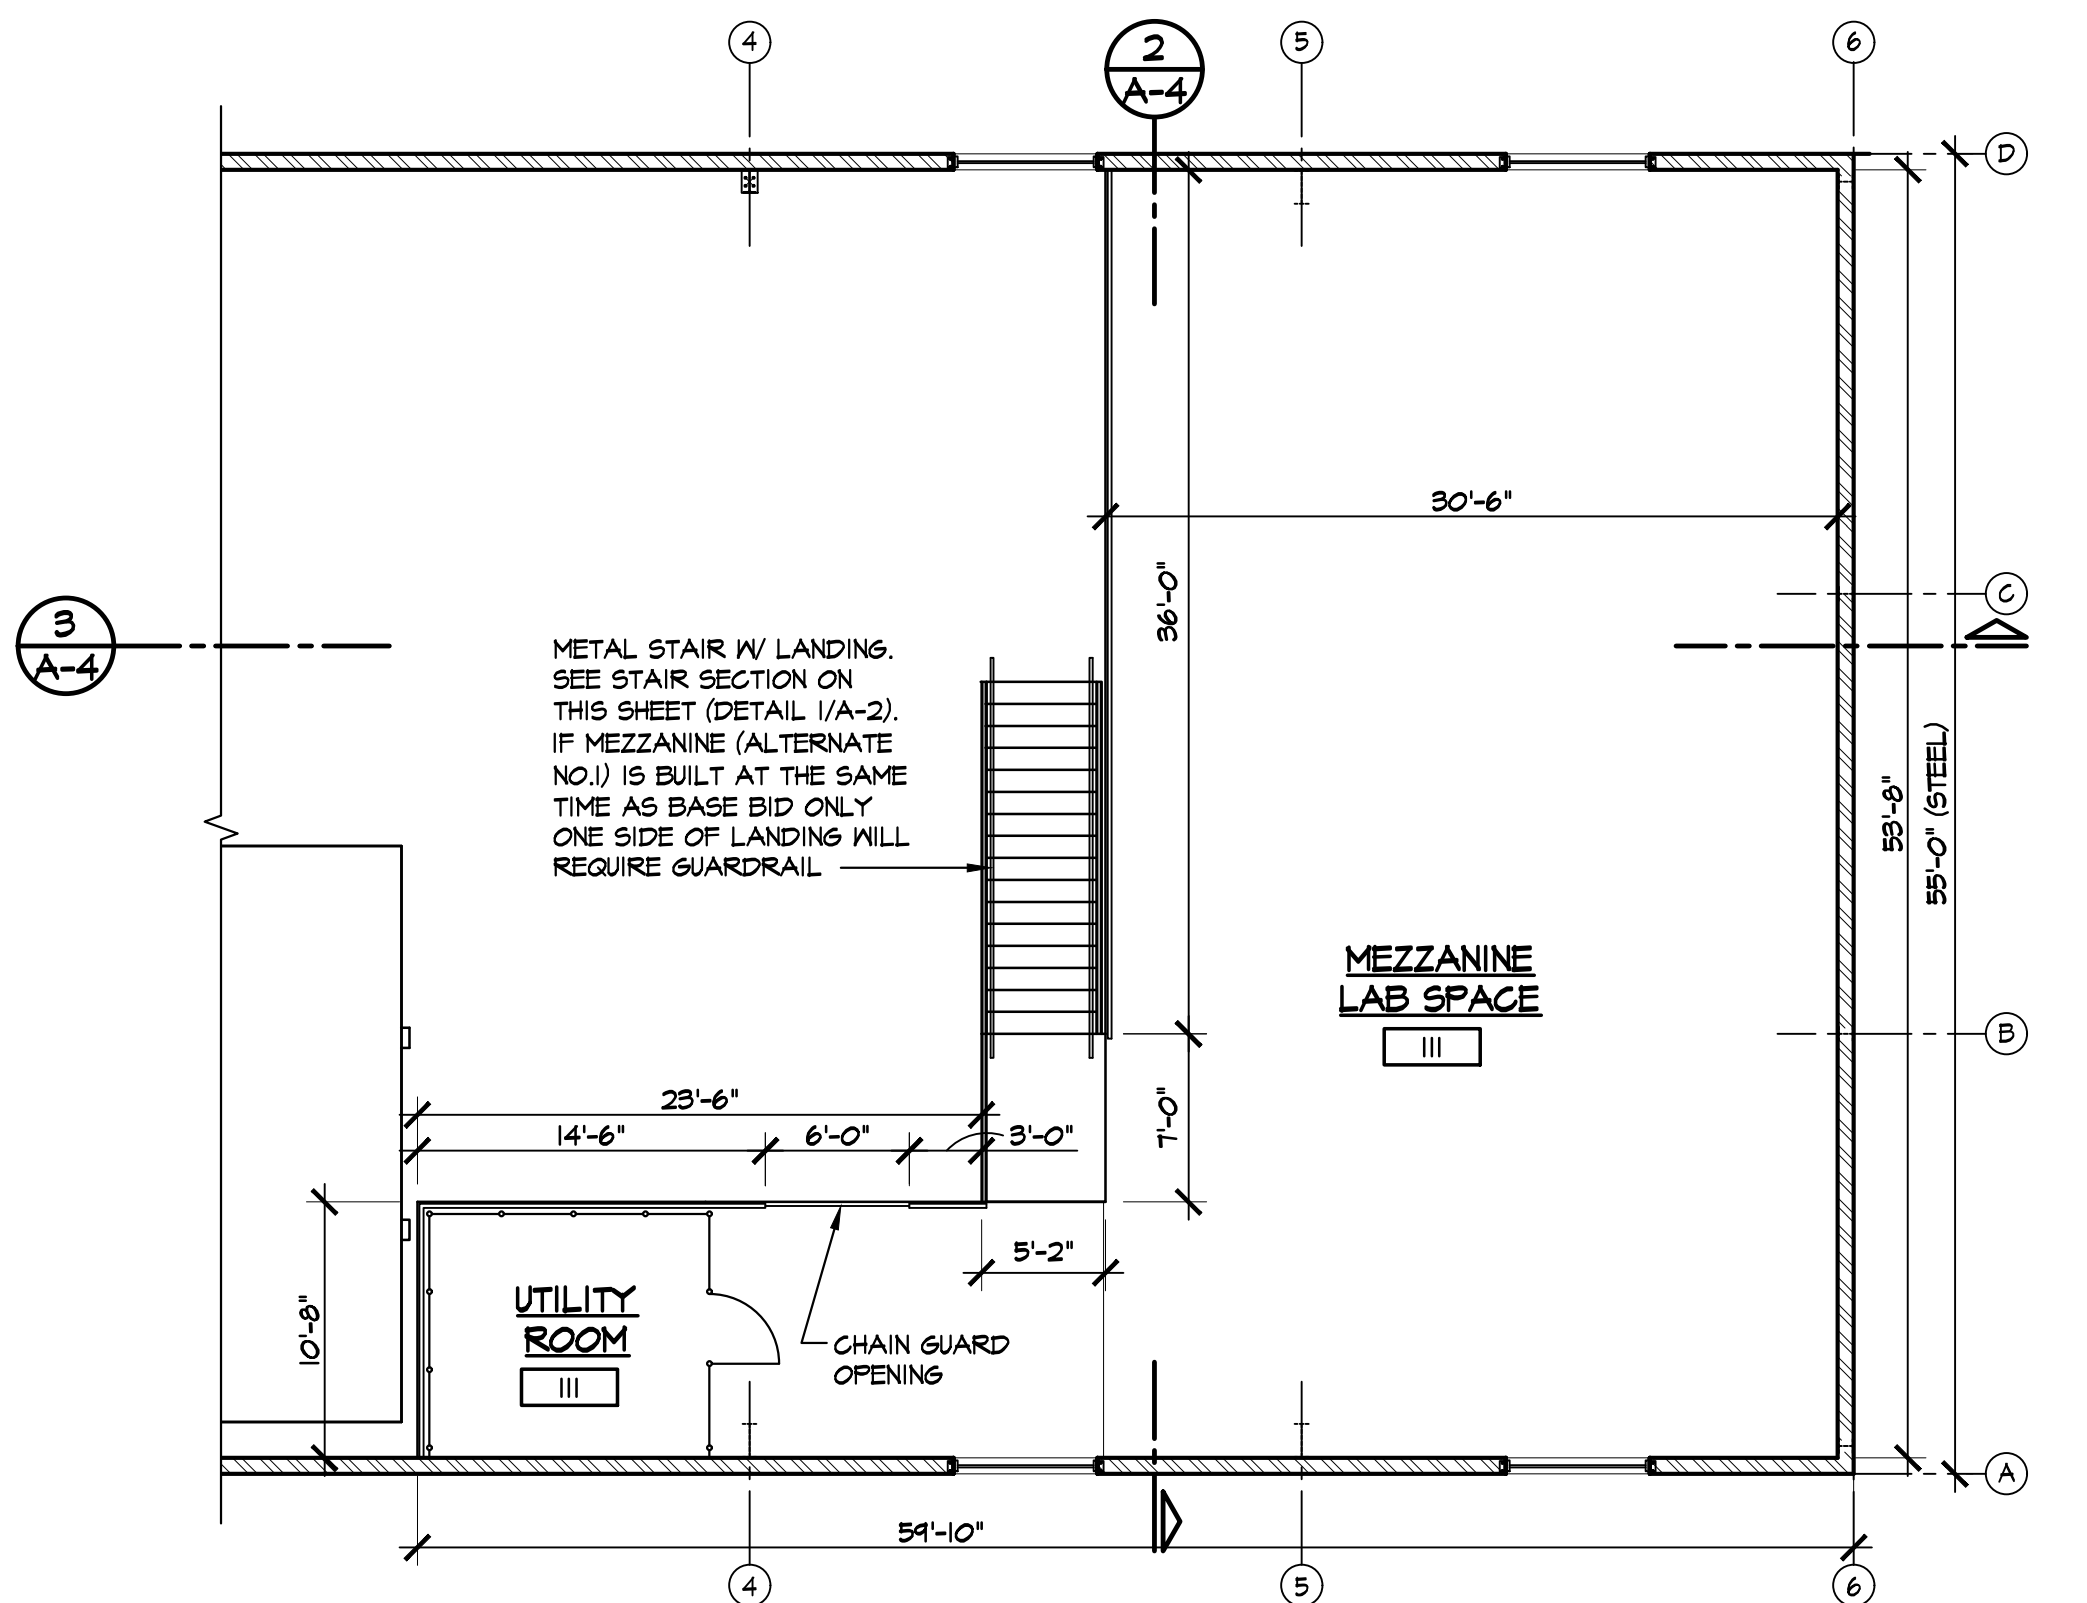 4
2
A-4
5
6
D
30'-6"
36'-0"
C
3
A-4
METAL STAIR W/ LANDING.
SEE STAIR SECTION ON
THIS SHEET (DETAIL 1/A-2).
IF MEZZANINE (ALTERNATE
NO.1) IS BUILT AT THE SAME
TIME AS BASE BID ONLY
ONE SIDE OF LANDING WILL
REQUIRE GUARDRAIL
53'-8"
55'-0" (STEEL)
MEZZANINE
LAB SPACE
111
B
23'-6"
14'-6"
6'-0"
3'-0"
7'-0"
5'-2"
10'-8"
UTILITY
ROOM
111
CHAIN GUARD
OPENING
A
59'-10"
4
5
6